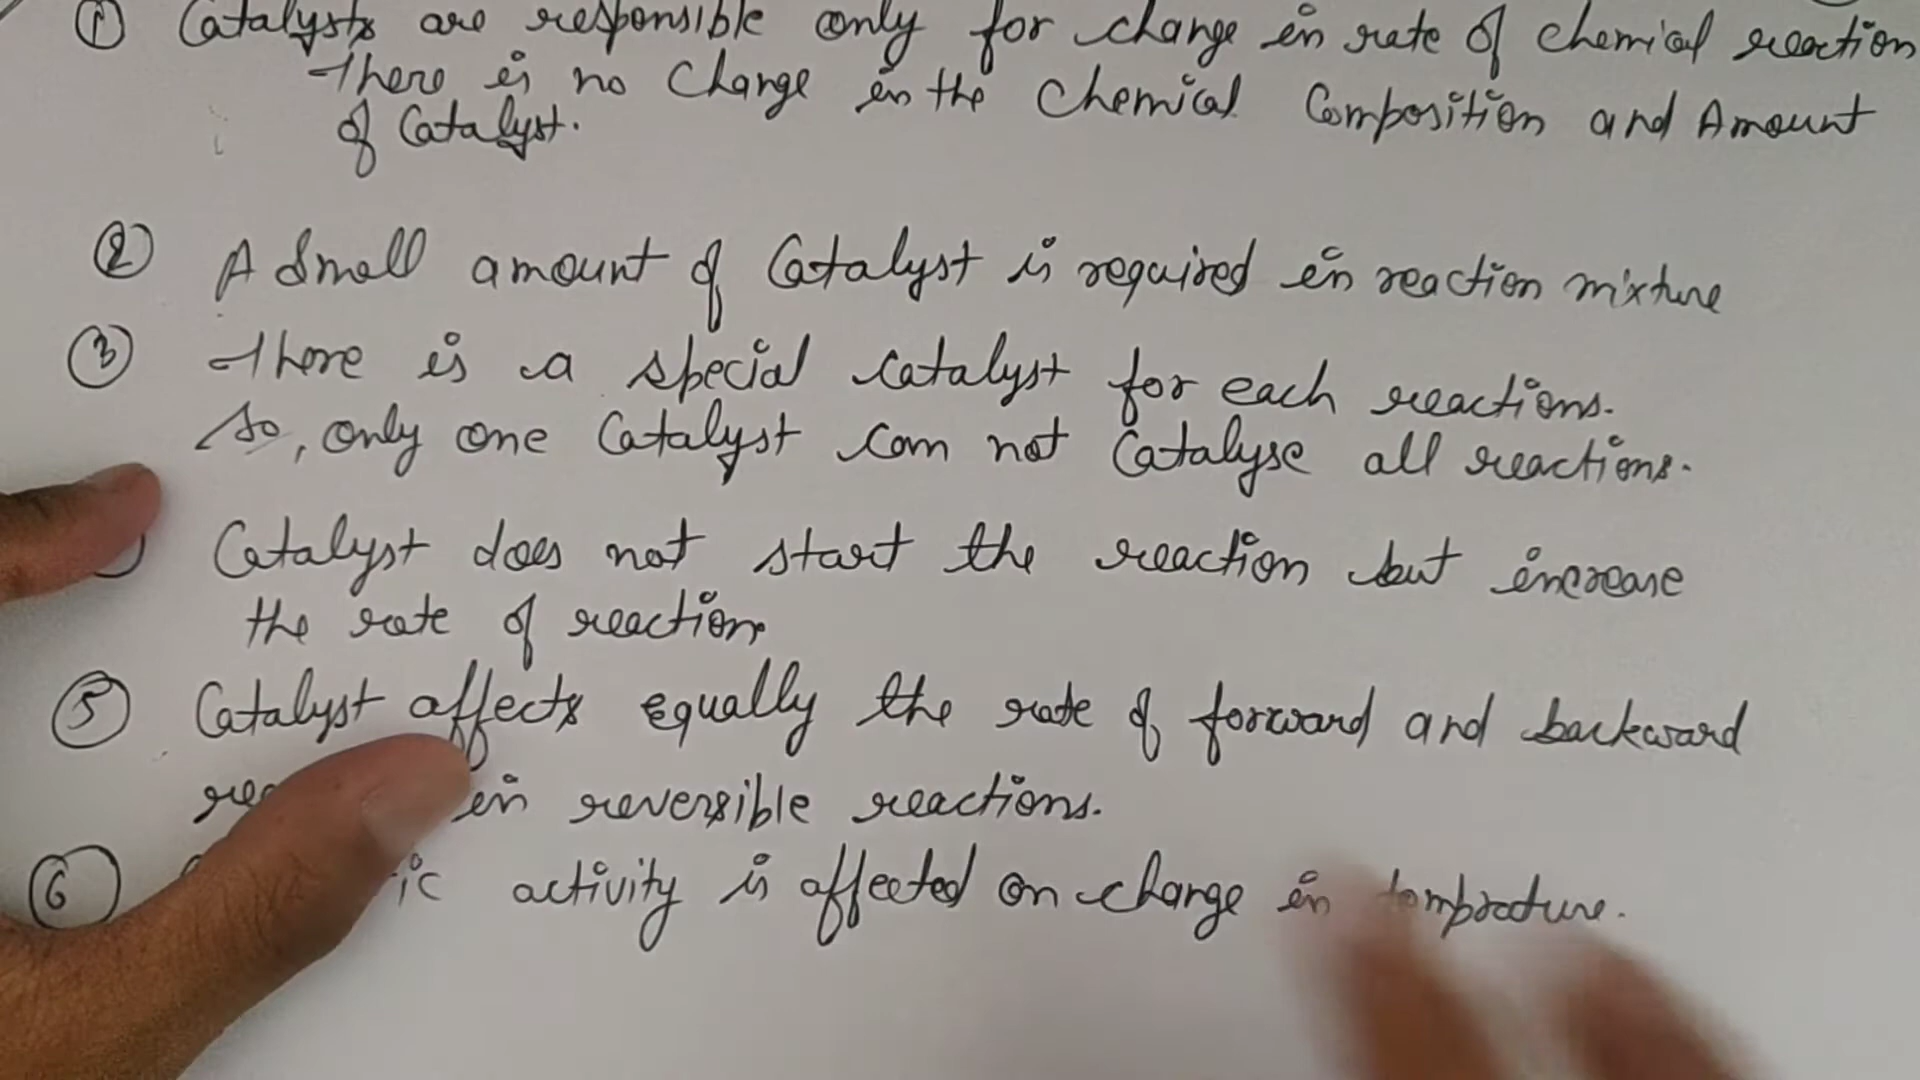 ① Catalysts are responsible only for change in rate of chemical reaction
There is no change in the chemical composition and Amount
of Catalyst.
② A small amount of Catalyst is required in reaction mixture
③ There is a special catalyst for each reactions.
So, only one Catalyst can not Catalyse all reactions.
Catalyst does not start the reaction but increase
the rate of reaction
⑤ Catalyst affects equally the rate of forward and backward
in reversible reactions.
⑥ activity is affected on change in temprature.